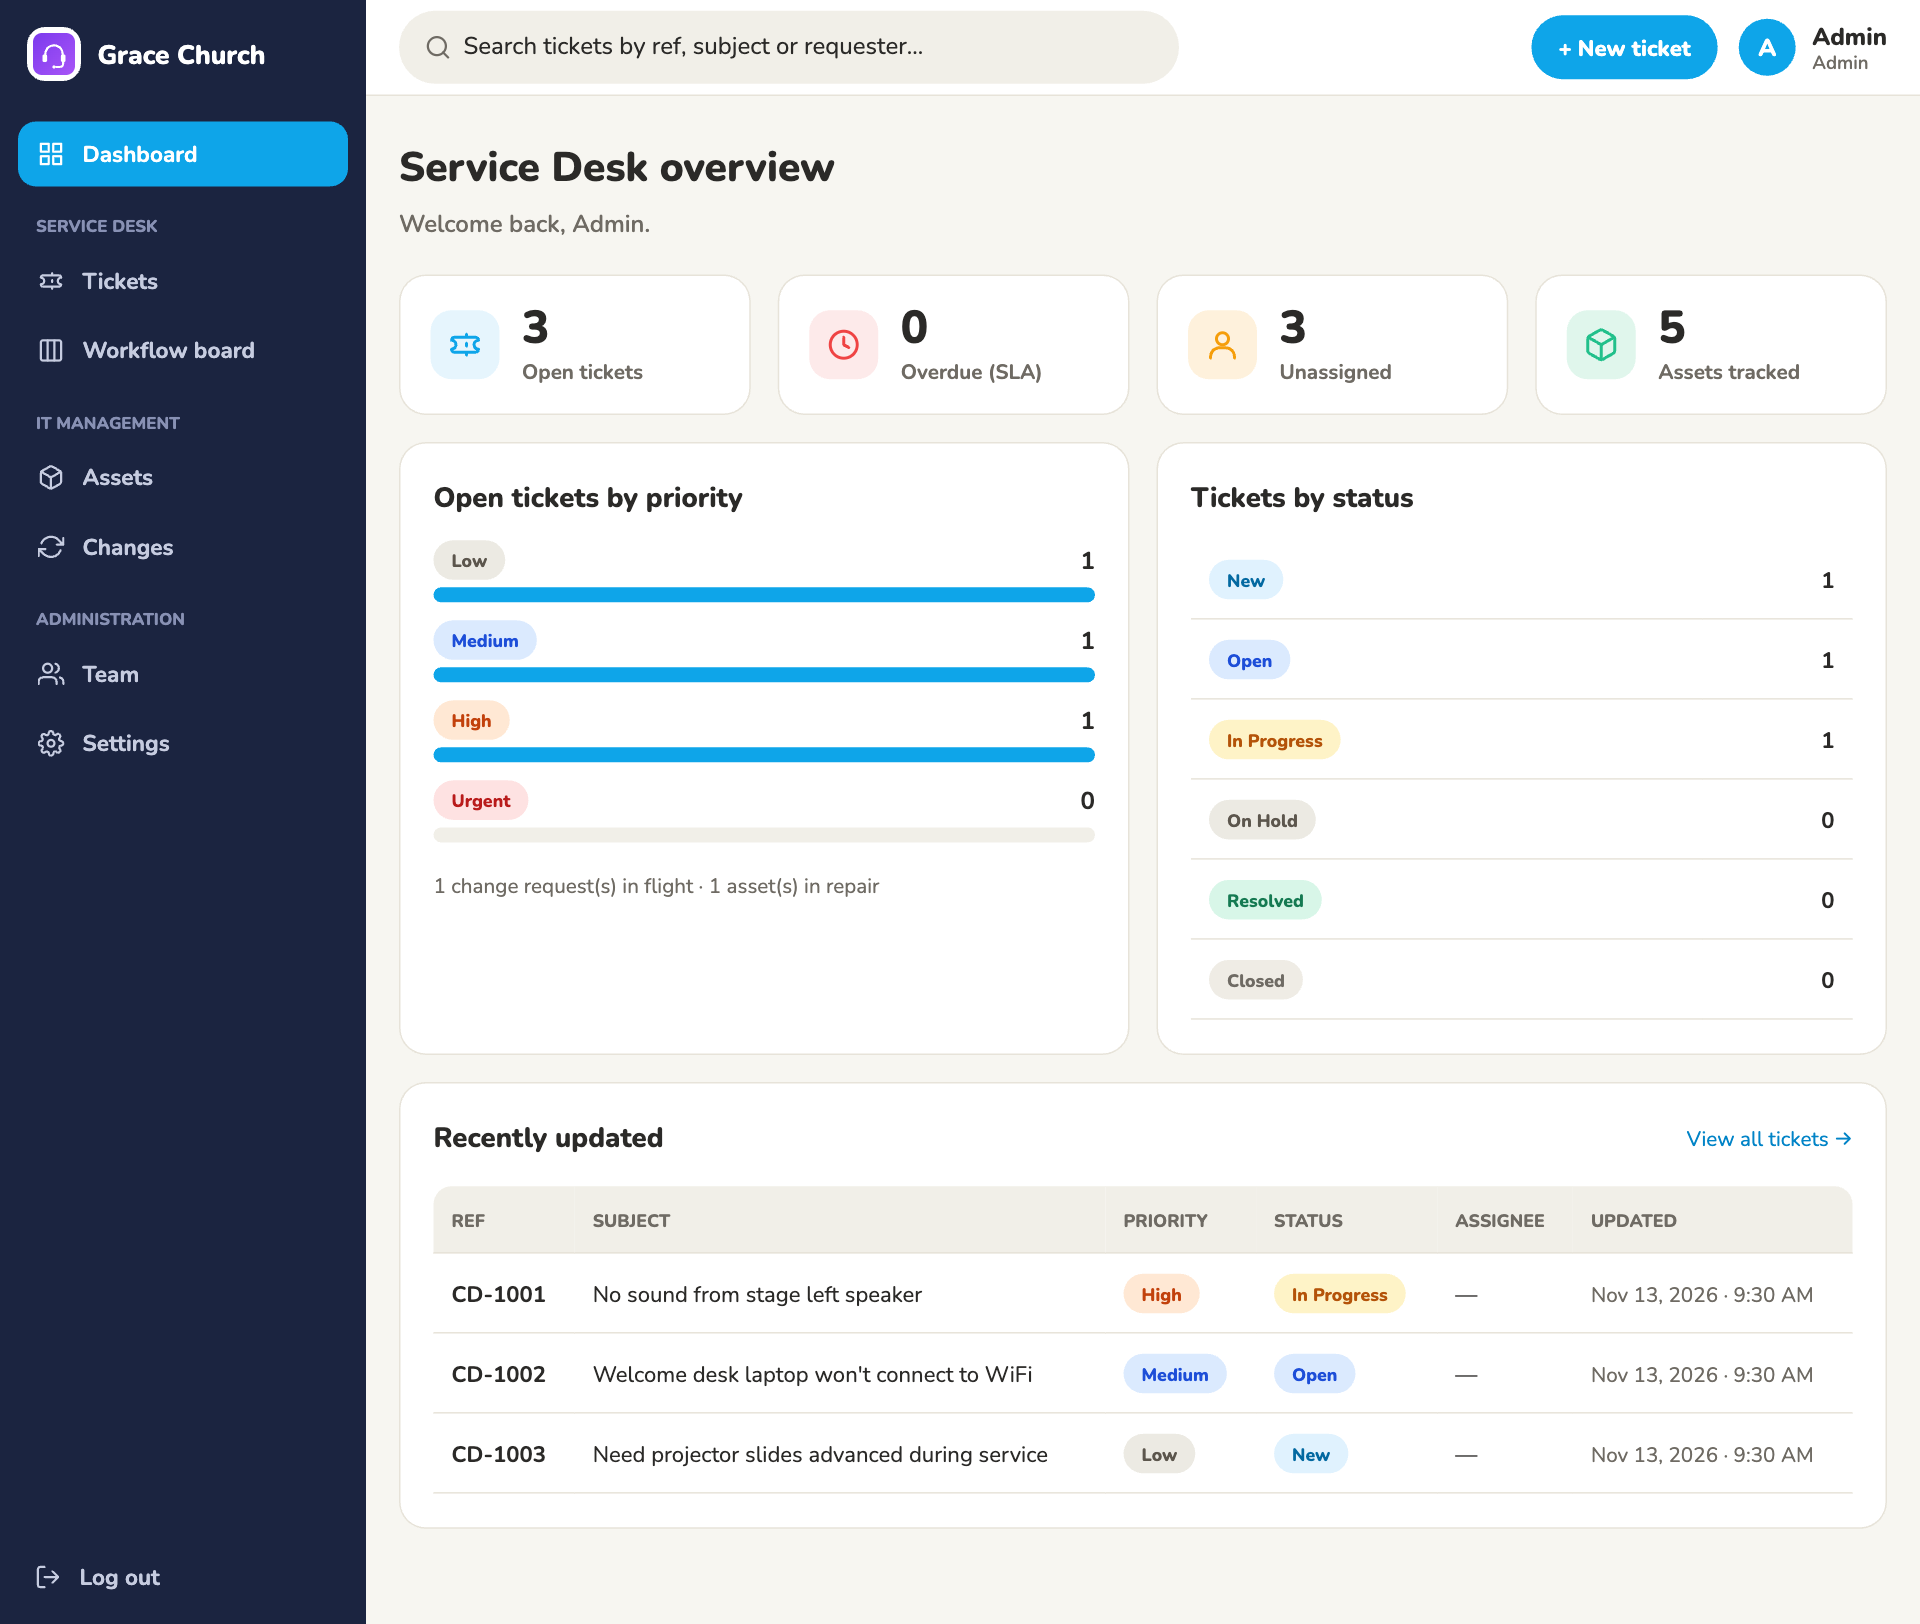 Grace Church
Dashboard
SERVICE DESK
Tickets
Workflow board
IT MANAGEMENT
Assets
Changes
ADMINISTRATION
Team
Settings
Log out
Search tickets by ref, subject or requester...
+ New ticket
A
Admin
Admin
Service Desk overview
Welcome back, Admin.
3
Open tickets
0
Overdue (SLA)
3
Unassigned
5
Assets tracked
Open tickets by priority
Low 1
Medium 1
High 1
Urgent 0
1 change request(s) in flight · 1 asset(s) in repair
Tickets by status
New 1
Open 1
In Progress 1
On Hold 0
Resolved 0
Closed 0
Recently updated
View all tickets →
REF SUBJECT PRIORITY STATUS ASSIGNEE UPDATED
CD-1001 No sound from stage left speaker High In Progress — Nov 13, 2026 · 9:30 AM
CD-1002 Welcome desk laptop won't connect to WiFi Medium Open — Nov 13, 2026 · 9:30 AM
CD-1003 Need projector slides advanced during service Low New — Nov 13, 2026 · 9:30 AM